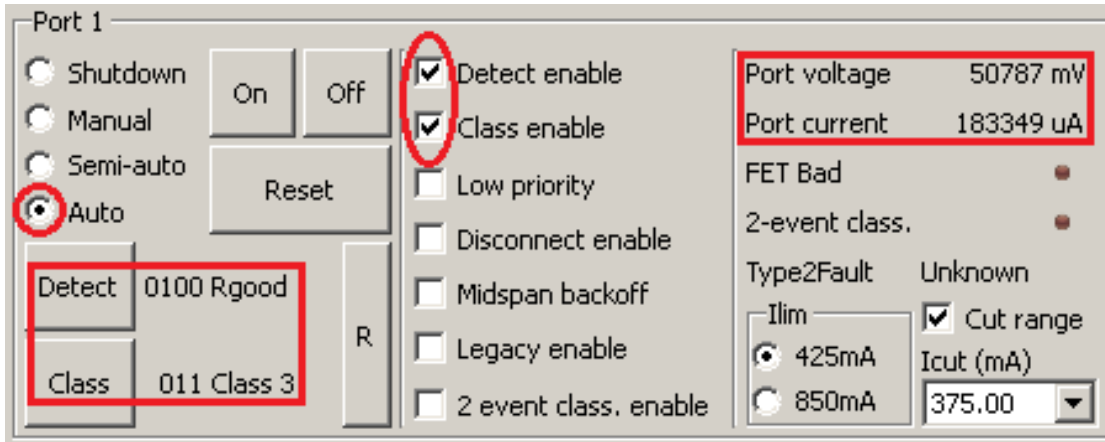 Port 1
Shutdown
Manual
Semi-auto
Auto
On
Off
Reset
Detect
0100 Rgood
Class
011 Class 3
R
Detect enable
Class enable
Low priority
Disconnect enable
Midspan backoff
Legacy enable
2 event class. enable
Port voltage 50787 mV
Port current 183349 uA
FET Bad
2-event class.
Type2Fault Unknown
Ilim
425mA
850mA
Cut range
Icut (mA)
375.00